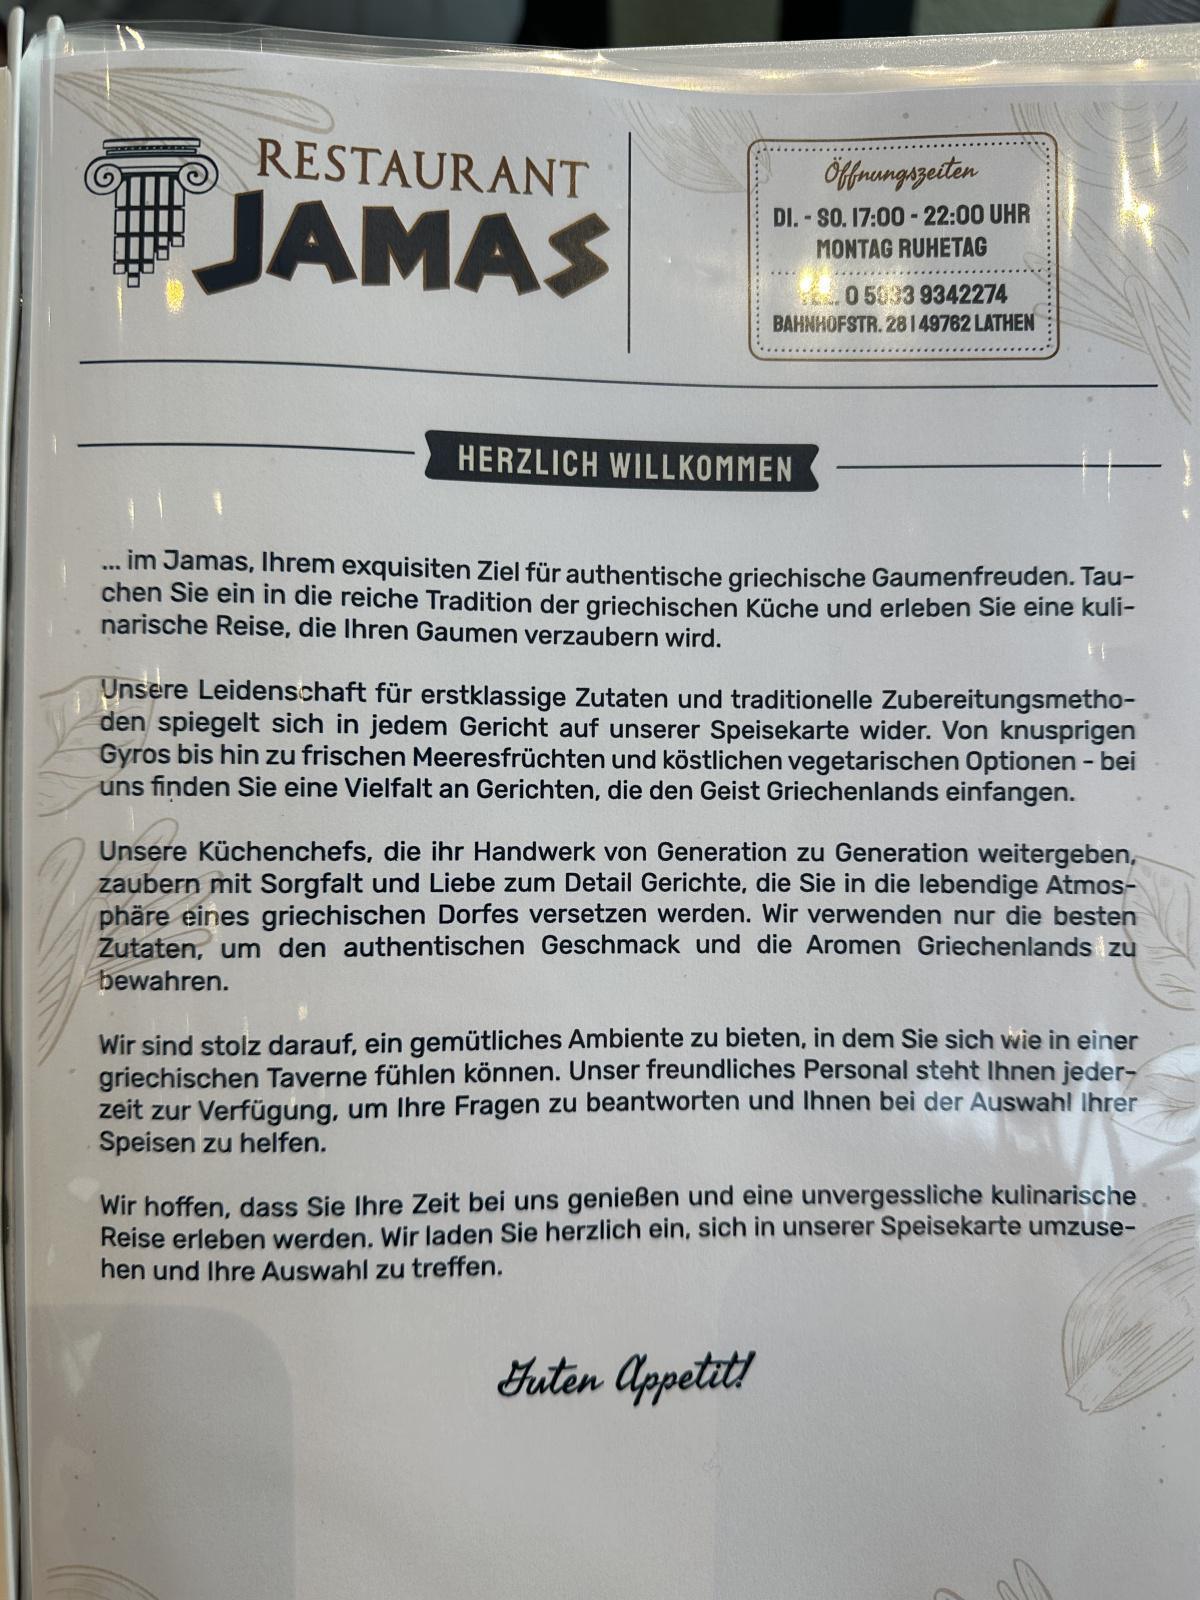 RESTAURANT
JAMAS
Öffnungszeiten
DI. - SO. 17:00 - 22:00 UHR
MONTAG RUHETAG
0 5933 9342274
BAHNHOFSTR. 28 | 49762 LATHEN
HERZLICH WILLKOMMEN
... im Jamas, Ihrem exquisiten Ziel für authentische griechische Gaumenfreuden. Tau-
chen Sie ein in die reiche Tradition der griechischen Küche und erleben Sie eine kuli-
narische Reise, die Ihren Gaumen verzaubern wird.
Unsere Leidenschaft für erstklassige Zutaten und traditionelle Zubereitungsmetho-
den spiegelt sich in jedem Gericht auf unserer Speisekarte wider. Von knusprigen
Gyros bis hin zu frischen Meeresfrüchten und köstlichen vegetarischen Optionen - bei
uns finden Sie eine Vielfalt an Gerichten, die den Geist Griechenlands einfangen.
Unsere Küchenchefs, die ihr Handwerk von Generation zu Generation weitergeben,
zaubern mit Sorgfalt und Liebe zum Detail Gerichte, die Sie in die lebendige Atmos-
phäre eines griechischen Dorfes versetzen werden. Wir verwenden nur die besten
Zutaten, um den authentischen Geschmack und die Aromen Griechenlands zu
bewahren.
Wir sind stolz darauf, ein gemütliches Ambiente zu bieten, in dem Sie sich wie in einer
griechischen Taverne fühlen können. Unser freundliches Personal steht Ihnen jeder-
zeit zur Verfügung, um Ihre Fragen zu beantworten und Ihnen bei der Auswahl Ihrer
Speisen zu helfen.
Wir hoffen, dass Sie Ihre Zeit bei uns genießen und eine unvergessliche kulinarische
Reise erleben werden. Wir laden Sie herzlich ein, sich in unserer Speisekarte umzuse-
hen und Ihre Auswahl zu treffen.
Guten Appetit!